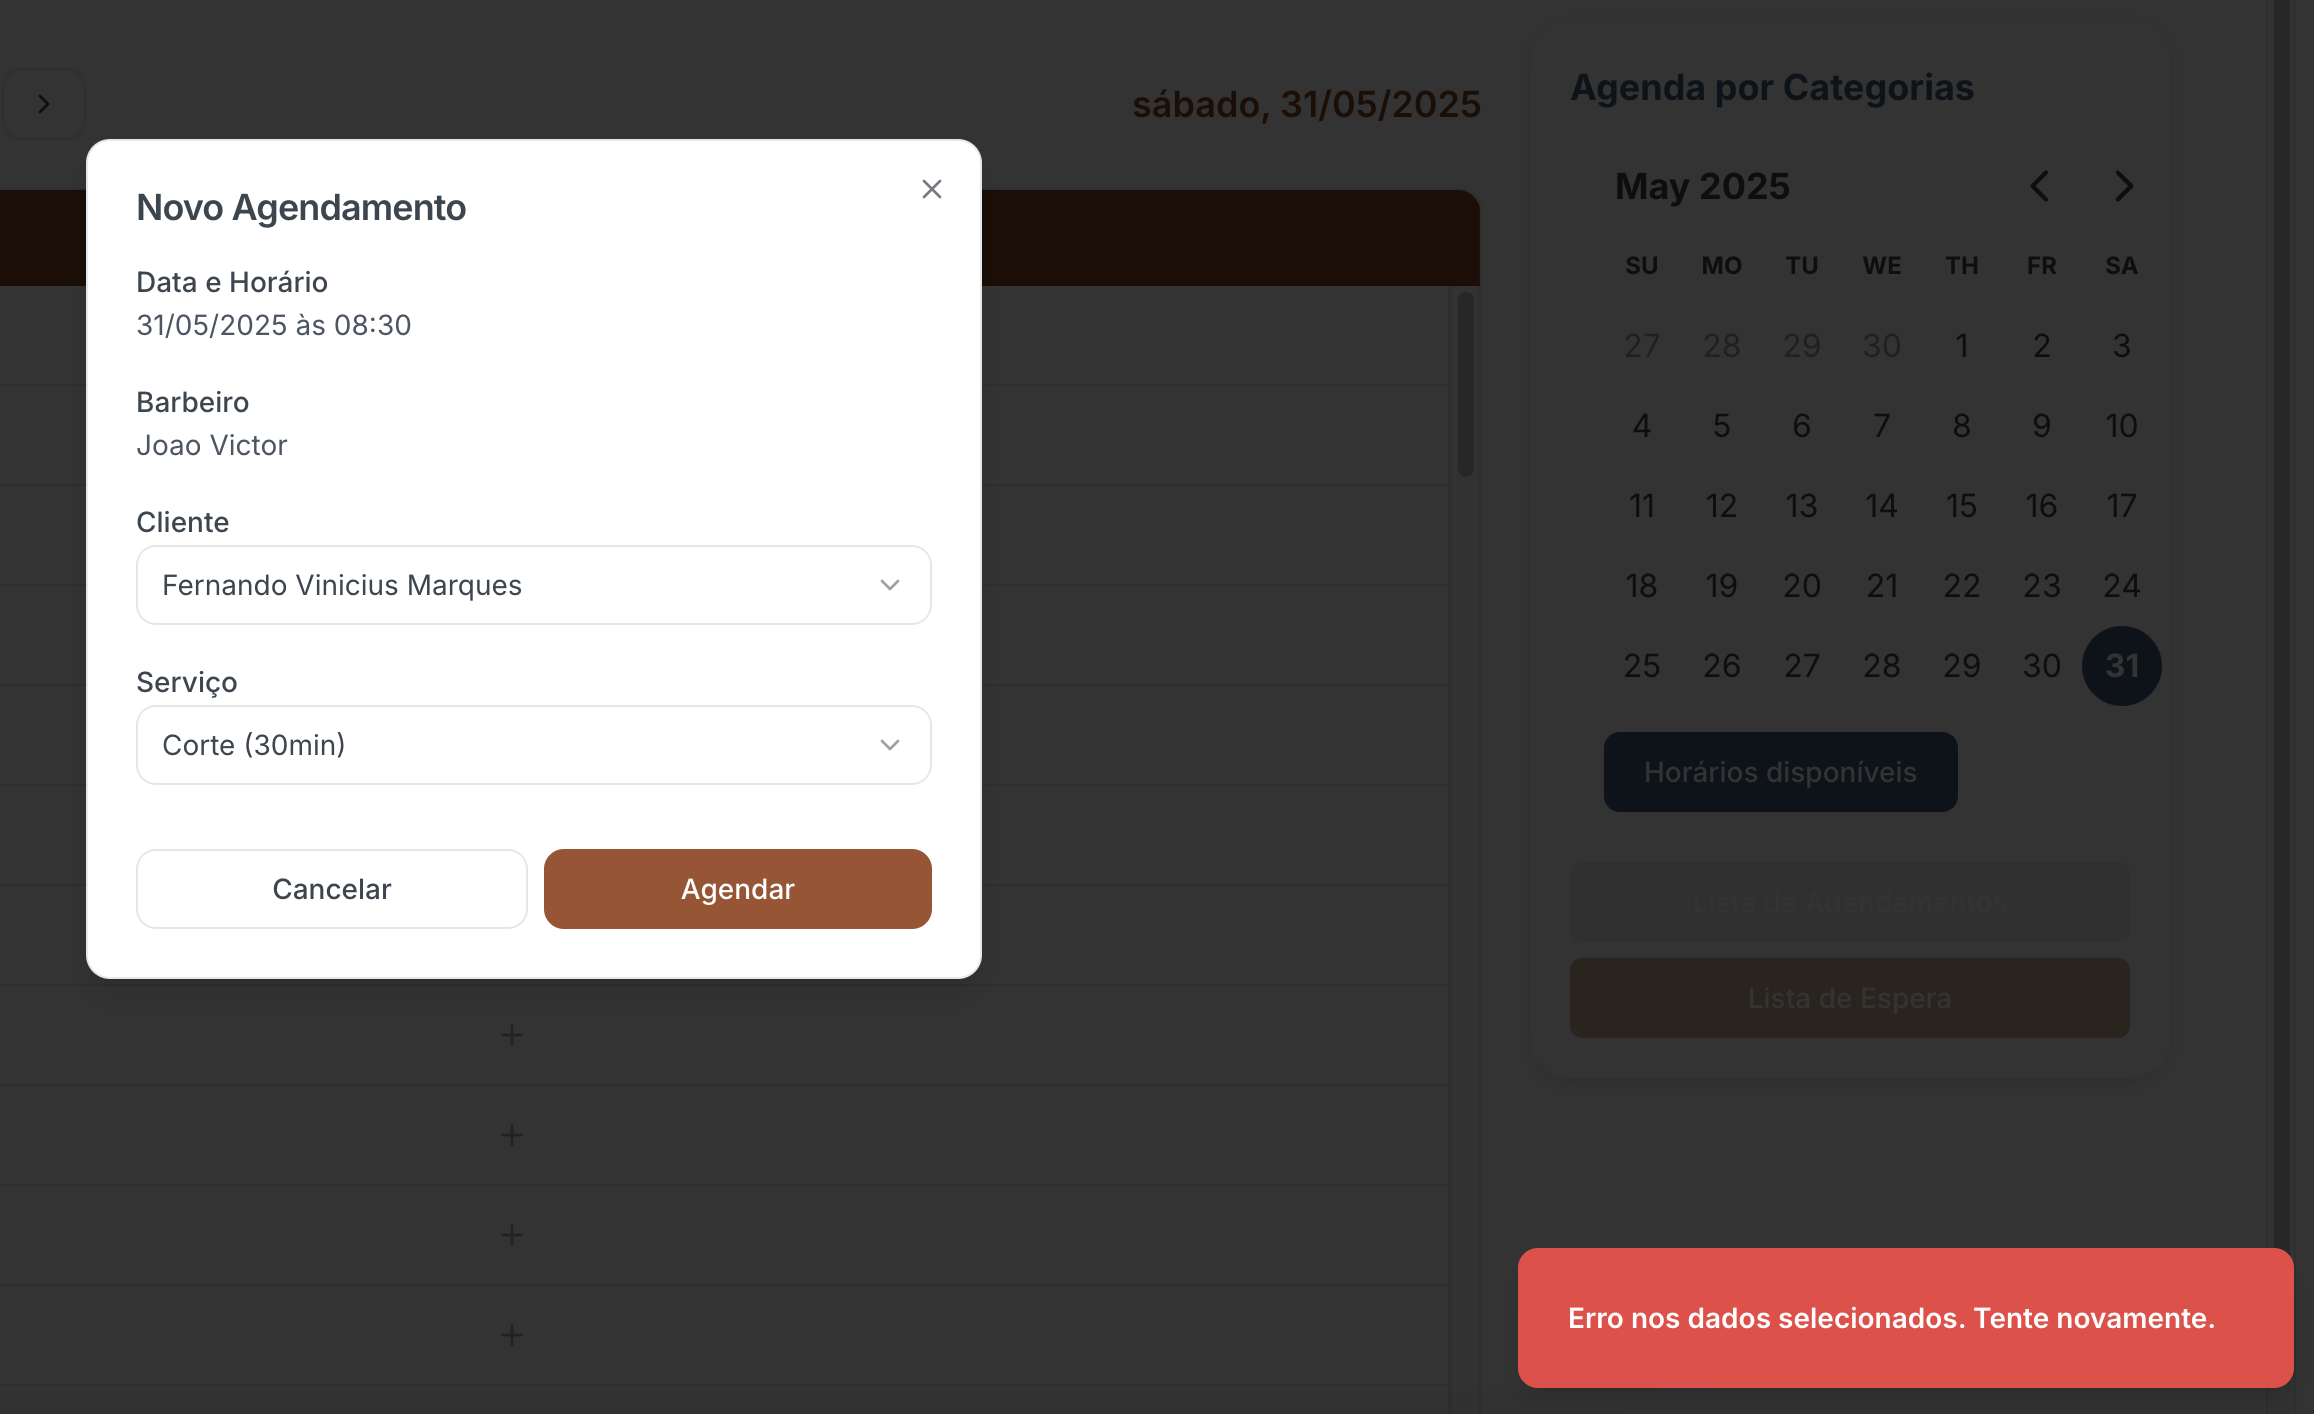 sábado, 31/05/2025
Novo Agendamento
Data e Horário
31/05/2025 às 08:30
Barbeiro
Joao Victor
Cliente
Fernando Vinicius Marques
Serviço
Corte (30min)
Cancelar
Agendar
Agenda por Categorias
May 2025
SU MO TU WE TH FR SA
27 28 29 30 1 2 3
4 5 6 7 8 9 10
11 12 13 14 15 16 17
18 19 20 21 22 23 24
25 26 27 28 29 30 31
Horários disponíveis
Lista de Agendamentos
Lista de Espera
Erro nos dados selecionados. Tente novamente.